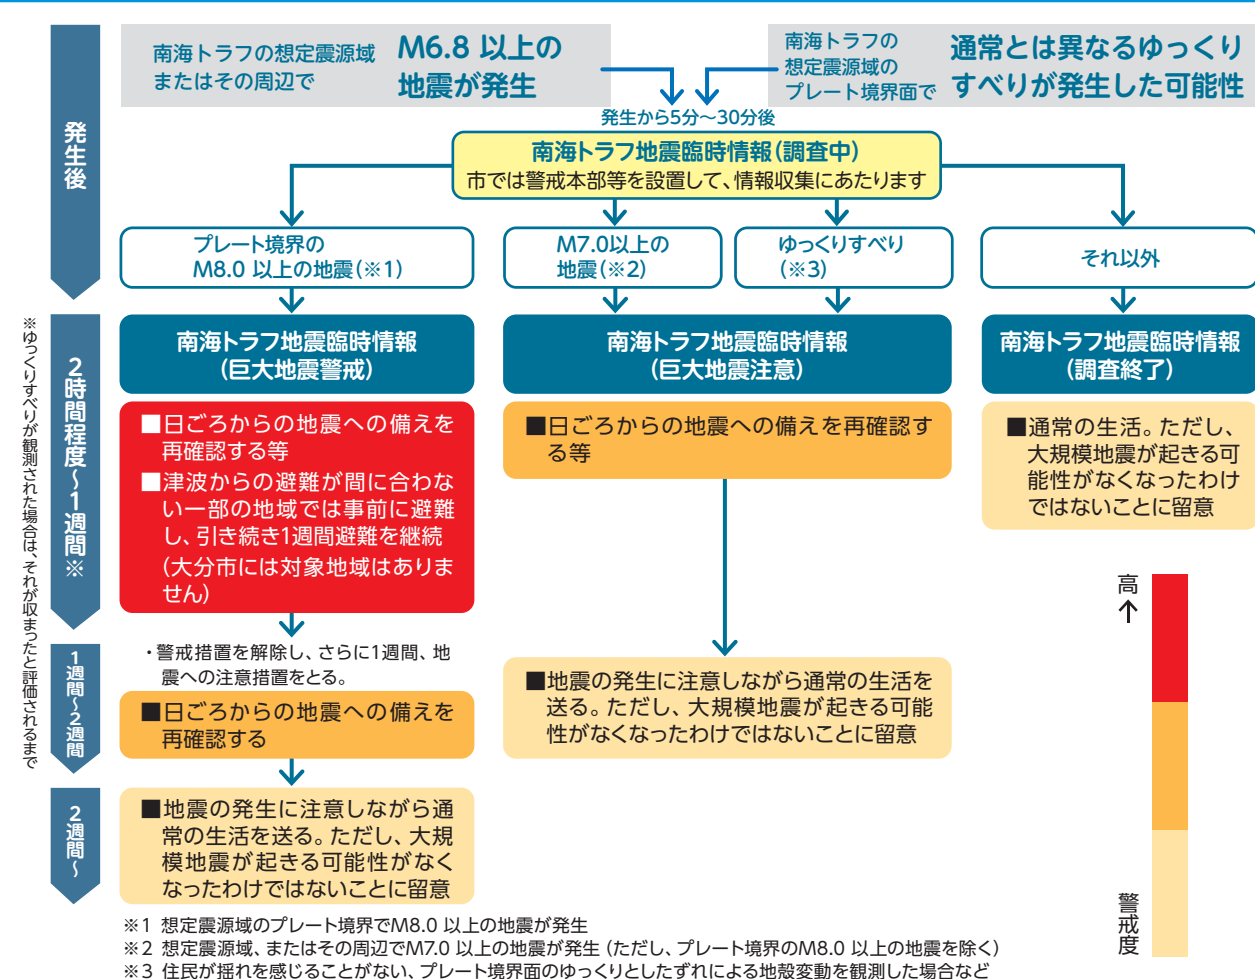 発生後
南海トラフの想定震源域
またはその周辺で
M6.8 以上の
地震が発生
南海トラフの
想定震源域の
プレート境界面で
通常とは異なるゆっくり
すべりが発生した可能性
発生から5分～30分後
南海トラフ地震臨時情報(調査中)
市では警戒本部等を設置して、情報収集にあたります
プレート境界の
M8.0 以上の地震(※1)
M7.0以上の
地震(※2)
ゆっくりすべり
(※3)
それ以外
2時間程度～1週間※
※ゆっくりすべりが観測された場合は、それが収まったと評価されるまで
南海トラフ地震臨時情報
(巨大地震警戒)
南海トラフ地震臨時情報
(巨大地震注意)
南海トラフ地震臨時情報
(調査終了)
■日ごろからの地震への備えを
再確認する等
■津波からの避難が間に合わな
い一部の地域では事前に避難
し、引き続き1週間避難を継続
(大分市には対象地域はありま
せん)
■日ごろからの地震への備えを再確認す
る等
■通常の生活。ただし、
大規模地震が起きる可
能性がなくなったわけ
ではないことに留意
1週間～2週間
・警戒措置を解除し、さらに1週間、地
震への注意措置をとる。
■日ごろからの地震への備えを
再確認する
■地震の発生に注意しながら通常の生活を
送る。ただし、大規模地震が起きる可能
性がなくなったわけではないことに留意
2週間～
■地震の発生に注意しながら通
常の生活を送る。ただし、大規
模地震が起きる可能性がなく
なったわけではないことに留意
高
↑
警戒度
※1 想定震源域のプレート境界でM8.0 以上の地震が発生
※2 想定震源域、またはその周辺でM7.0 以上の地震が発生(ただし、プレート境界のM8.0 以上の地震を除く)
※3 住民が揺れを感じることがない、プレート境界面のゆっくりとしたずれによる地殻変動を観測した場合など